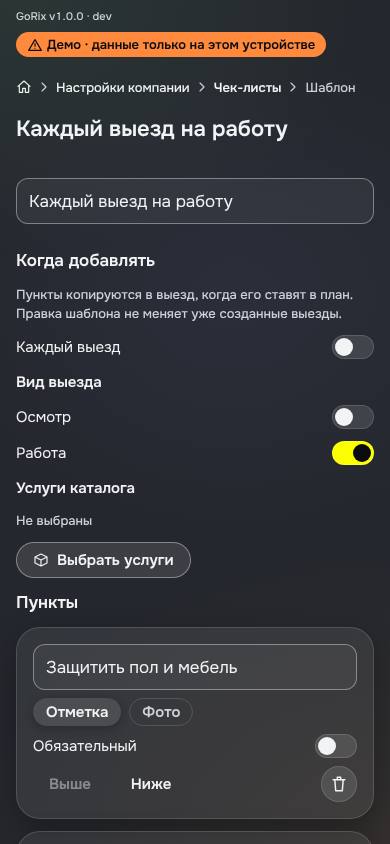 GoRix v1.0.0 · dev
Демо · данные только на этом устройстве
Настройки компании > Чек-листы > Шаблон
Каждый выезд на работу
Каждый выезд на работу
Когда добавлять
Пункты копируются в выезд, когда его ставят в план.
Правка шаблона не меняет уже созданные выезды.
Каждый выезд
Вид выезда
Осмотр
Работа
Услуги каталога
Не выбраны
Выбрать услуги
Пункты
Защитить пол и мебель
Отметка Фото
Обязательный
Выше Ниже